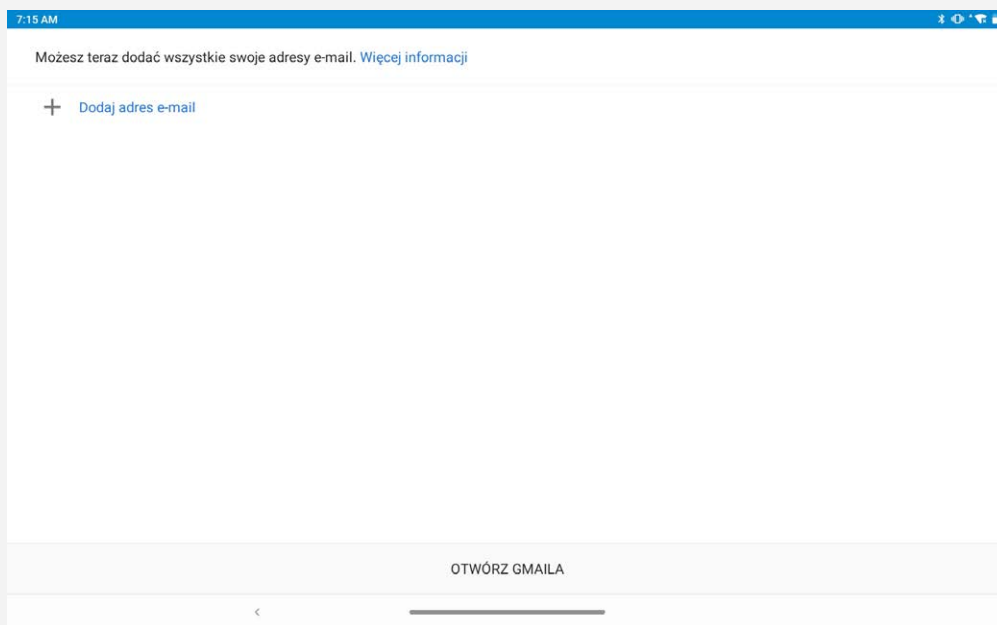 7:15 AM
Możesz teraz dodać wszystkie swoje adresy e-mail. Więcej informacji
Dodaj adres e-mail
OTWÓRZ GMAILA